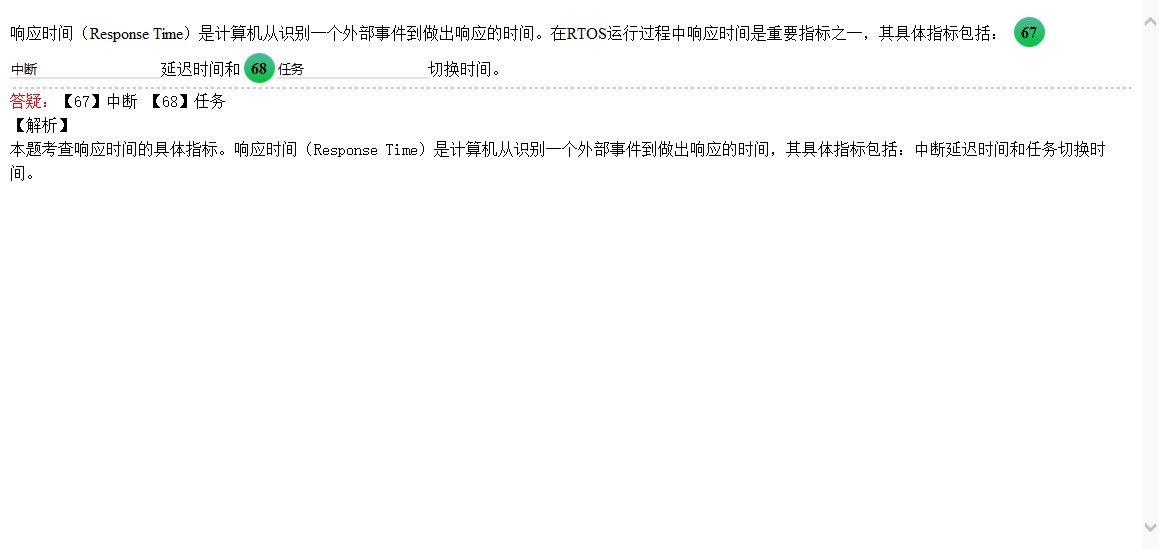 响应时间（Response Time）是计算机从识别一个外部事件到做出响应的时间。在RTOS运行过程中响应时间是重要指标之一，其具体指标包括： 67
中断 延迟时间和 68 任务 切换时间。
答疑：【67】中断 【68】任务
【解析】
本题考查响应时间的具体指标。响应时间（Response Time）是计算机从识别一个外部事件到做出响应的时间，其具体指标包括：中断延迟时间和任务切换时
间。